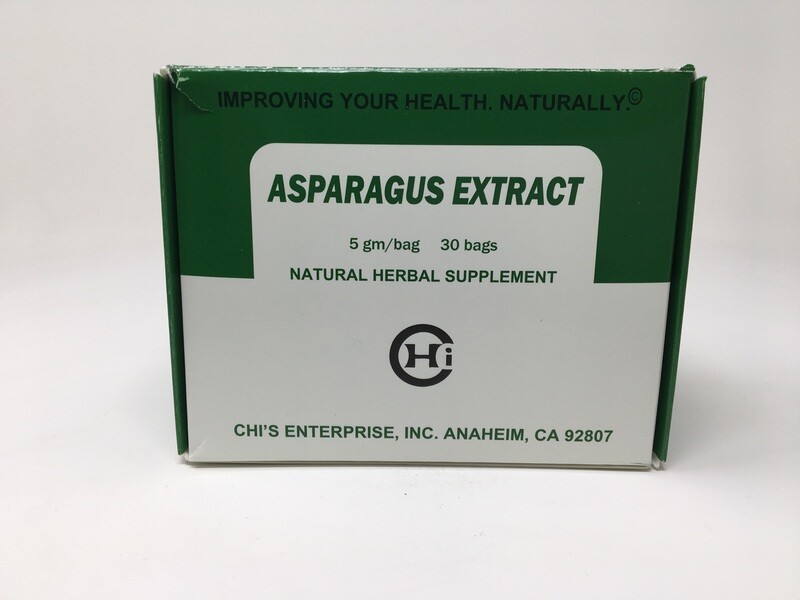 IMPROVING YOUR HEALTH. NATURALLY.©
ASPARAGUS EXTRACT
5 gm/bag 30 bags
NATURAL HERBAL SUPPLEMENT
CHi
CHI'S ENTERPRISE, INC. ANAHEIM, CA 92807